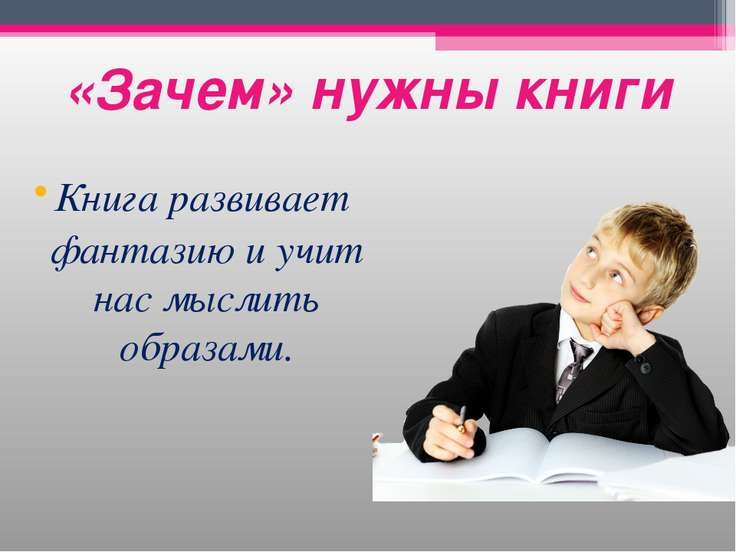 «Зачем» нужны книги
• Книга развивает
фантазию и учит
нас мыслить
образами.